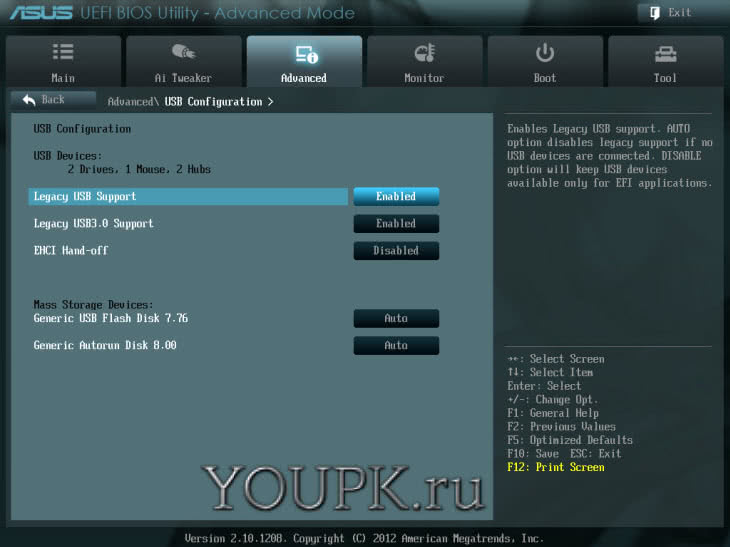 ASUS UEFI BIOS Utility - Advanced Mode
Exit
Main
Ai Tweaker
Advanced
Monitor
Boot
Tool
Back
Advanced\ USB Configuration >
USB Configuration
USB Devices:
2 Drives, 1 Mouse, 2 Hubs
Legacy USB Support Enabled
Legacy USB3.0 Support Enabled
EHCI Hand-off Disabled
Mass Storage Devices:
Generic USB Flash Disk 7.76 Auto
Generic Autorun Disk 8.00 Auto
Enables Legacy USB support. AUTO
option disables legacy support if no
USB devices are connected. DISABLE
option will keep USB devices
available only for EFI applications.
→←: Select Screen
↑↓: Select Item
Enter: Select
+/-: Change Opt.
F1: General Help
F2: Previous Values
F5: Optimized Defaults
F10: Save ESC: Exit
F12: Print Screen
YOUPK.ru
Version 2.10.1208. Copyright (C) 2012 American Megatrends, Inc.